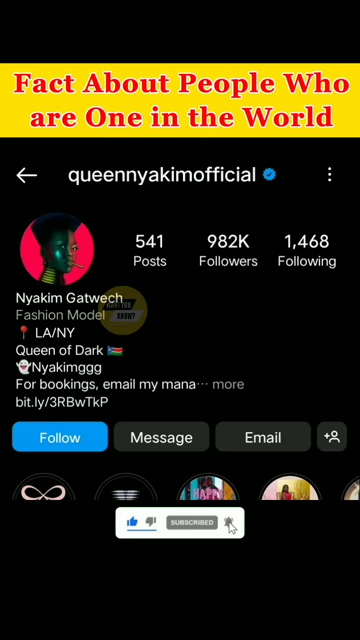 Fact About People Who
are One in the World
queennyakimofficial
541
982K
1,468
Posts
Followers
Following
Nyakim Gatwech
Fashion Model
LA/NY
Queen of Dark 🇸🇸
👻Nyakimggg
For bookings, email my mana… more
bit.ly/3RBwTkP
Follow
Message
Email
SUBSCRIBED